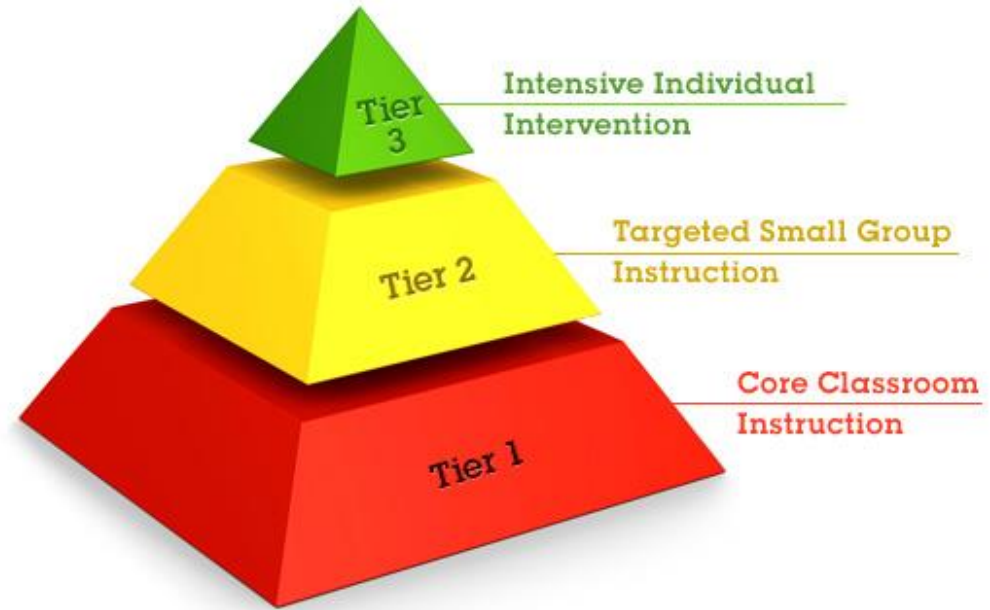 Tier
3
Intensive Individual
Intervention
Tier 2
Targeted Small Group
Instruction
Tier 1
Core Classroom
Instruction